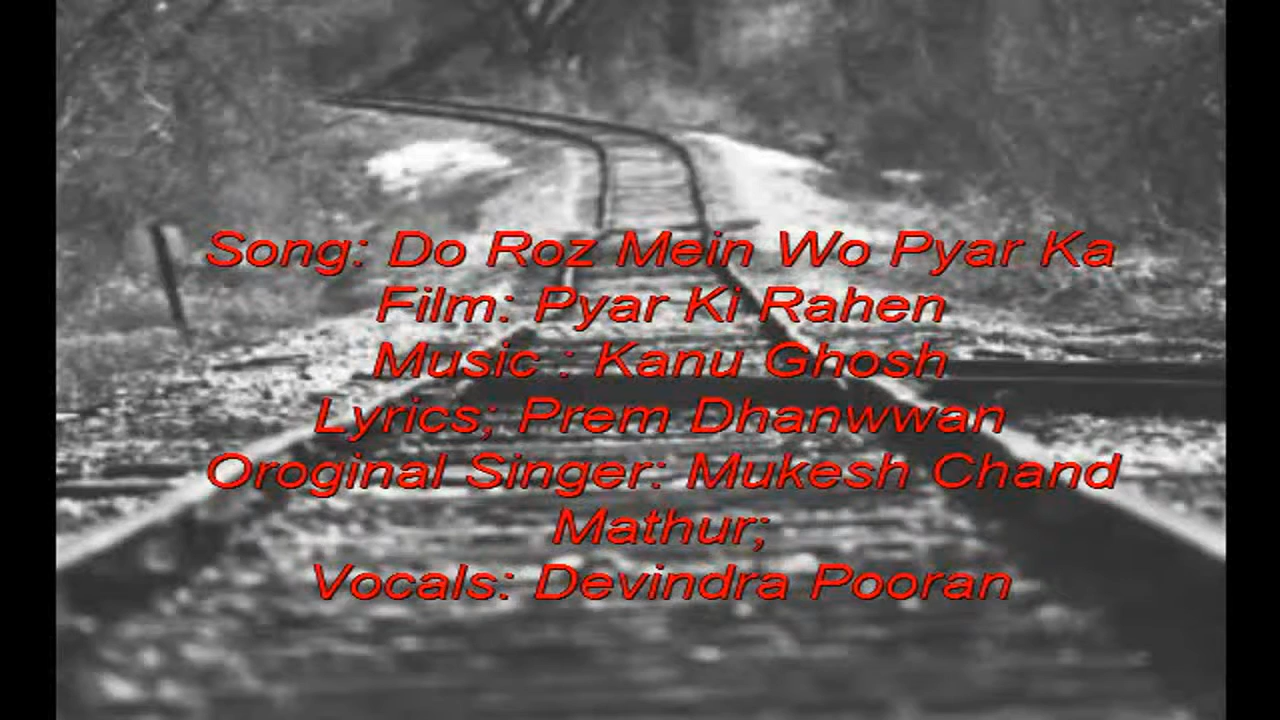 Song: Do Roz Mein Wo Pyar Ka
Film: Pyar Ki Rahen
Music : Kanu Ghosh
Lyrics; Prem Dhanwwan
Oroginal Singer: Mukesh Chand
Mathur;
Vocals: Devindra Pooran